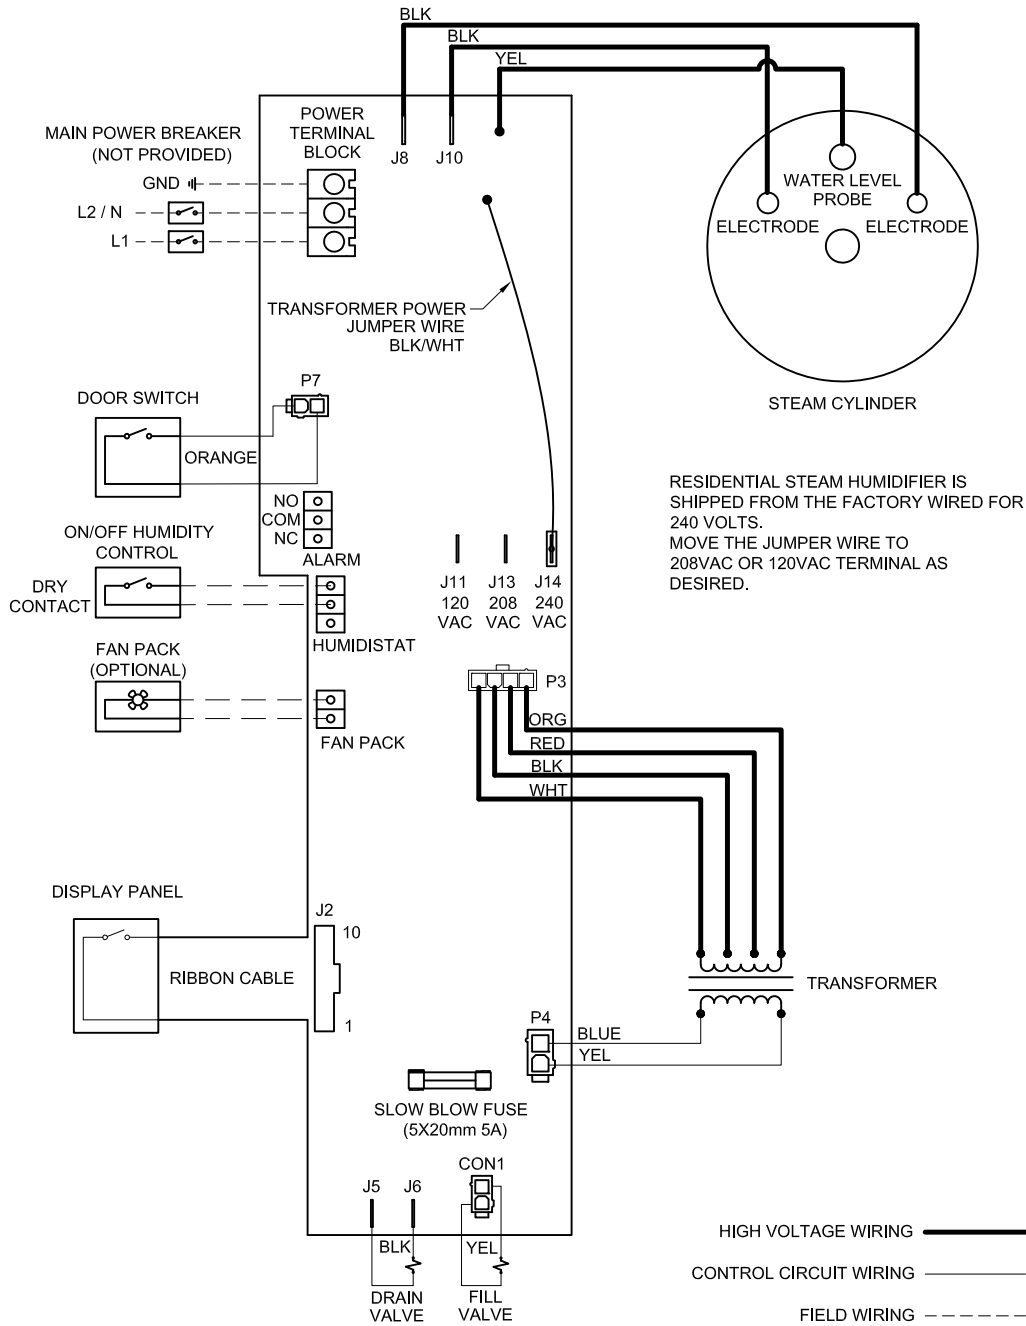 BLK
BLK
YEL
POWER
TERMINAL
BLOCK
J8
J10
MAIN POWER BREAKER
(NOT PROVIDED)
GND
L2 / N
L1
WATER LEVEL
PROBE
ELECTRODE
ELECTRODE
STEAM CYLINDER
TRANSFORMER POWER
JUMPER WIRE
BLK/WHT
P7
DOOR SWITCH
ORANGE
RESIDENTIAL STEAM HUMIDIFIER IS
SHIPPED FROM THE FACTORY WIRED FOR
240 VOLTS.
MOVE THE JUMPER WIRE TO
208VAC OR 120VAC TERMINAL AS
DESIRED.
NO
COM
NC
ALARM
ON/OFF HUMIDITY
CONTROL
DRY
CONTACT
HUMIDISTAT
J11
120
VAC
J13
208
VAC
J14
240
VAC
FAN PACK
(OPTIONAL)
FAN PACK
P3
ORG
RED
BLK
WHT
DISPLAY PANEL
J2
10
RIBBON CABLE
1
TRANSFORMER
P4
BLUE
YEL
SLOW BLOW FUSE
(5X20mm 5A)
CON1
J5
J6
BLK
YEL
DRAIN
VALVE
FILL
VALVE
HIGH VOLTAGE WIRING
CONTROL CIRCUIT WIRING
FIELD WIRING